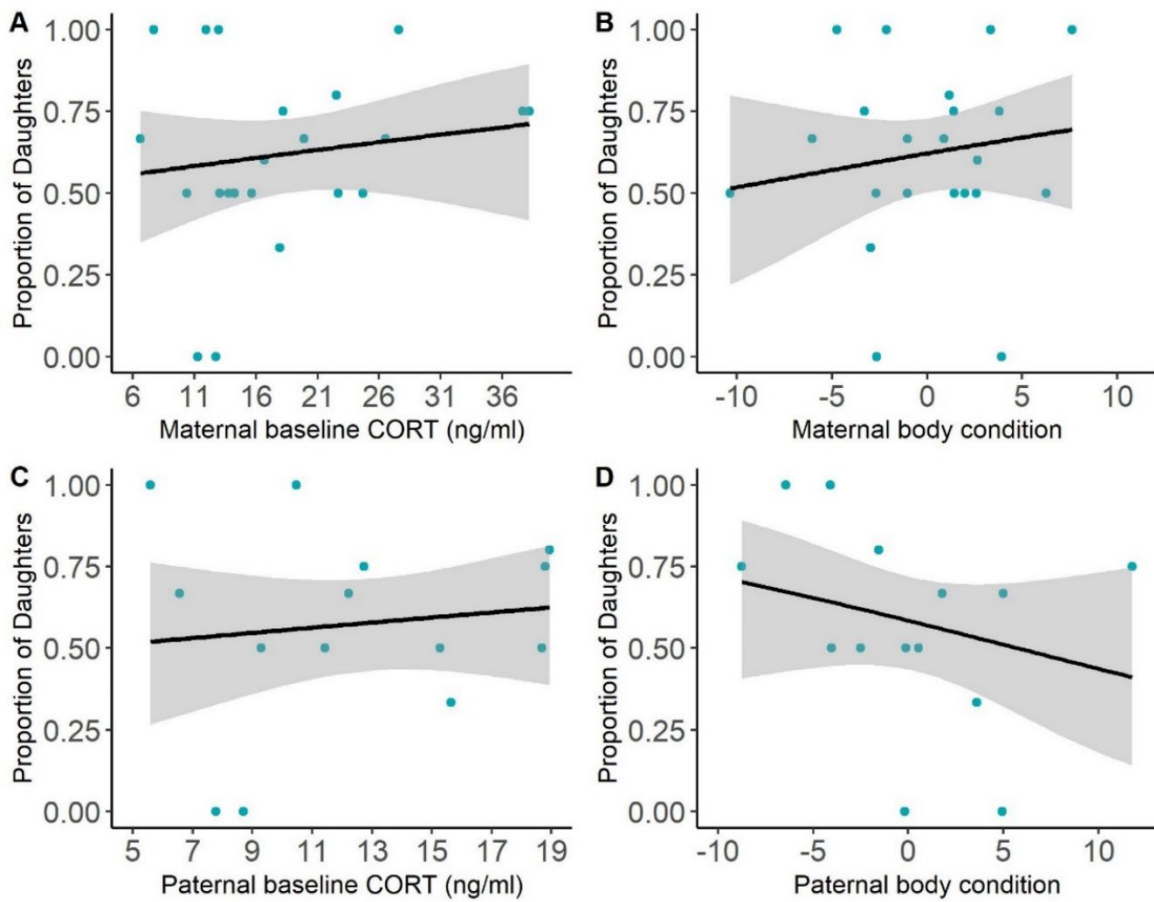 A
Proportion of Daughters
1.00
0.75
0.50
0.25
0.00
6 11 16 21 26 31 36
Maternal baseline CORT (ng/ml)
B
Proportion of Daughters
1.00
0.75
0.50
0.25
0.00
-10 -5 0 5 10
Maternal body condition
C
Proportion of Daughters
1.00
0.75
0.50
0.25
0.00
5 7 9 11 13 15 17 19
Paternal baseline CORT (ng/ml)
D
Proportion of Daughters
1.00
0.75
0.50
0.25
0.00
-10 -5 0 5 10
Paternal body condition